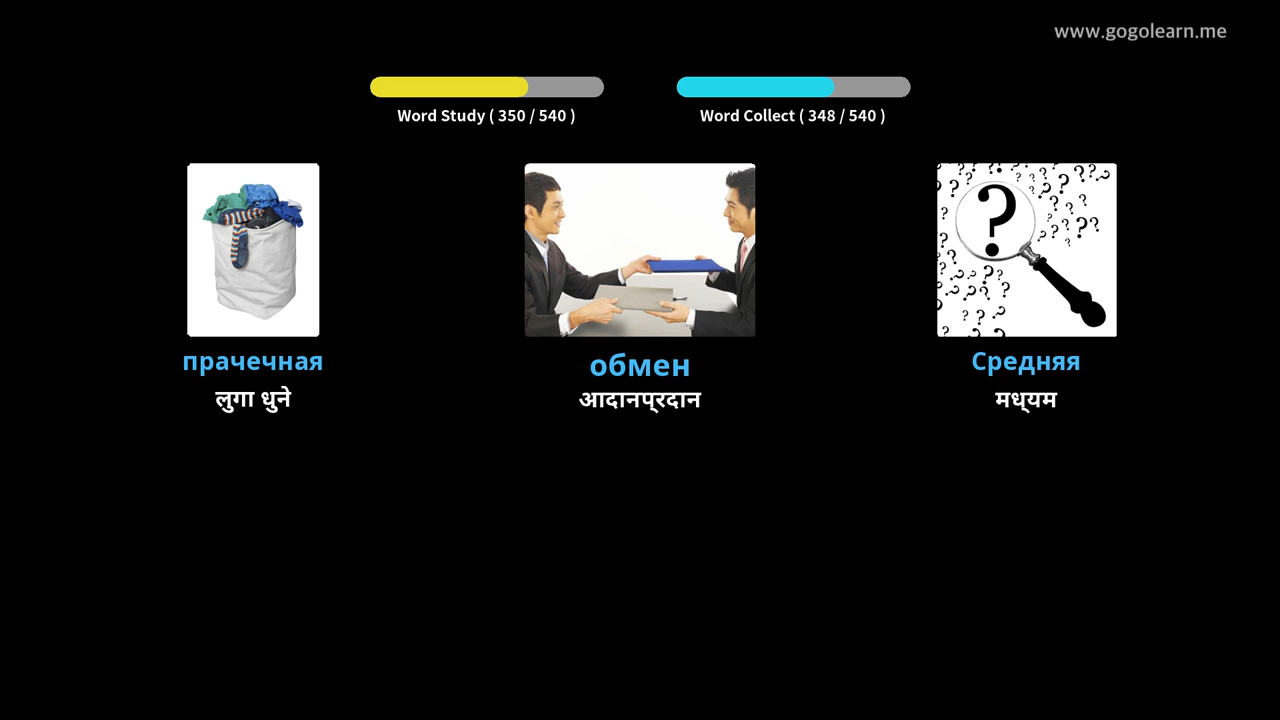 www.gogolearn.me
Word Study ( 350 / 540 )
Word Collect ( 348 / 540 )
прачечная
обмен
Средняя
लुगा धुने
आदानप्रदान
मध्यम